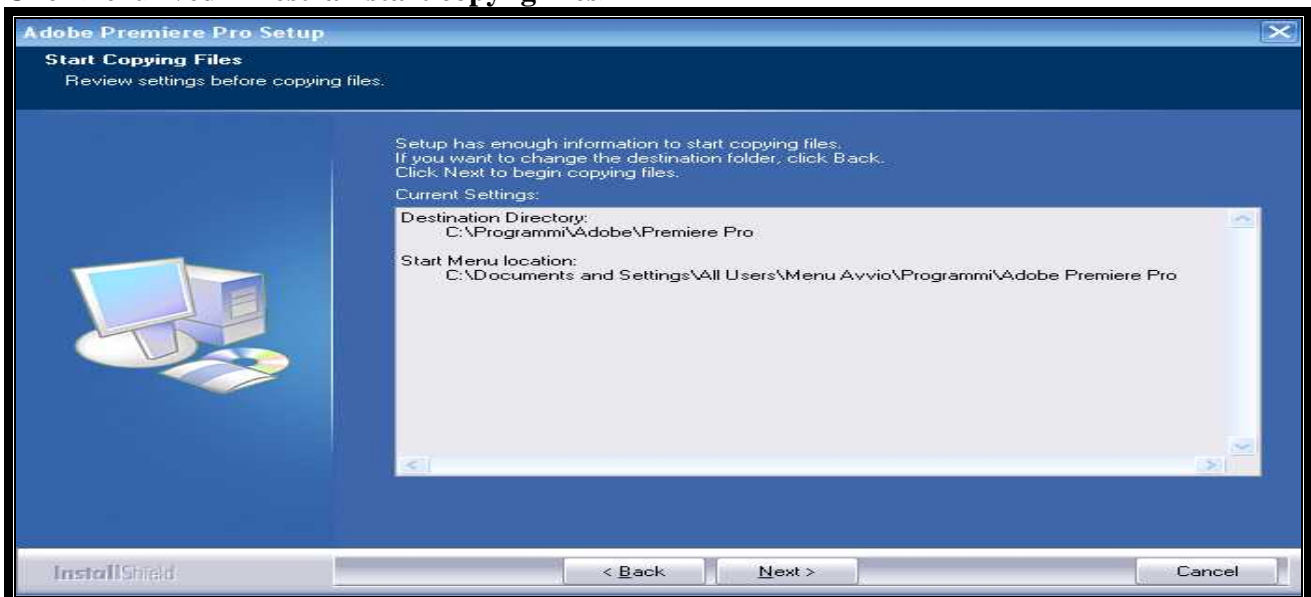 Adobe Premiere Pro Setup
Start Copying Files
Review settings before copying files.
Setup has enough information to start copying files.
If you want to change the destination folder, click Back.
Click Next to begin copying files.
Current Settings:
Destination Directory:
C:\Programmi\Adobe\Premiere Pro
Start Menu location:
C:\Documents and Settings\All Users\Menu Avvio\Programmi\Adobe Premiere Pro
InstallShield
< Back
Next >
Cancel